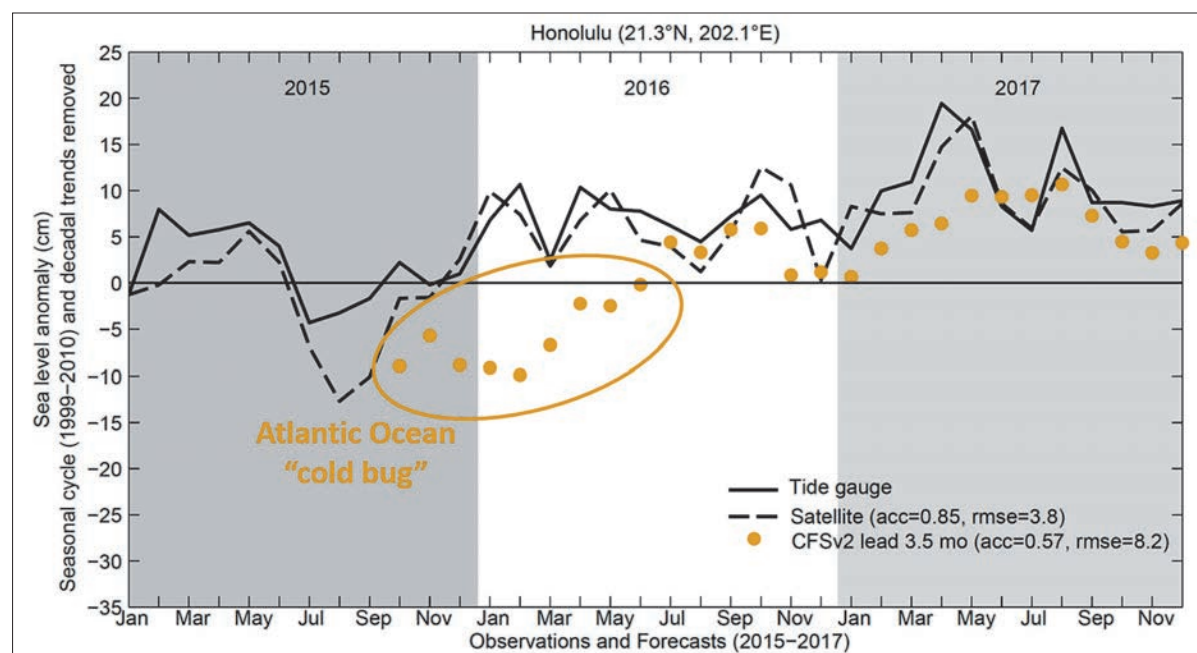 Honolulu (21.3°N, 202.1°E)
Sea level anomaly (cm)
Seasonal cycle (1999−2010) and decadal trends removed
25
20
15
10
5
0
−5
−10
−15
−20
−25
−30
−35
2015
2016
2017
Atlantic Ocean
“cold bug”
Tide gauge
Satellite (acc=0.85, rmse=3.8)
CFSv2 lead 3.5 mo (acc=0.57, rmse=8.2)
Jan Mar May Jul Sep Nov Jan Mar May Jul Sep Nov Jan Mar May Jul Sep Nov
Observations and Forecasts (2015−2017)